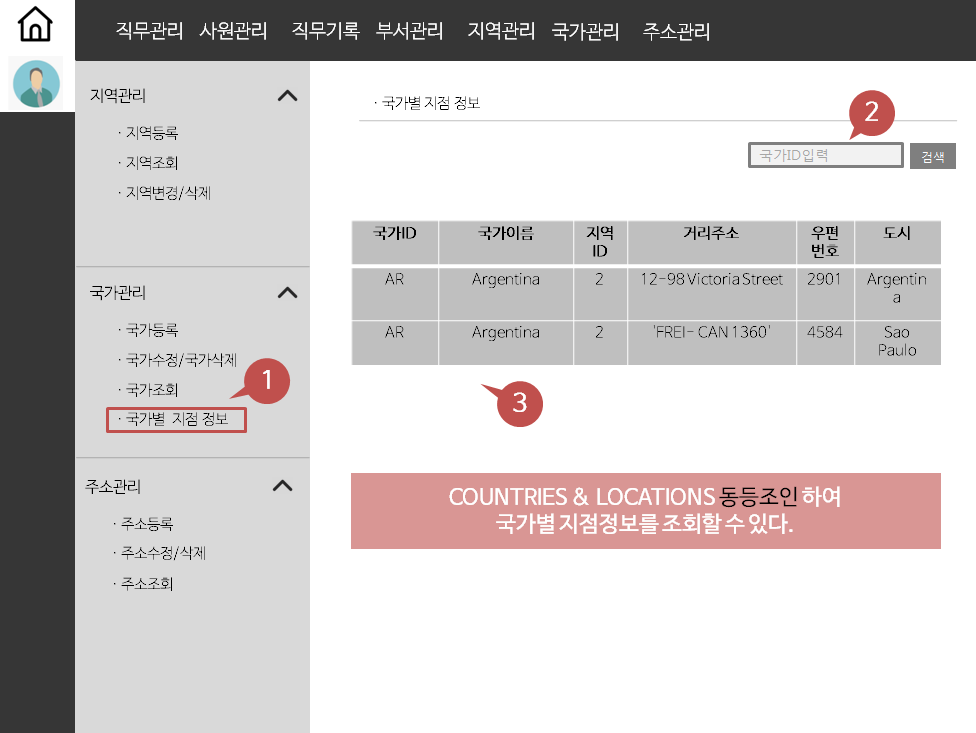 직무관리 사원관리 직무기록 부서관리 지역관리 국가관리 주소관리
지역관리
· 지역등록
· 지역조회
· 지역변경/삭제
국가관리
· 국가등록
· 국가수정/국가삭제
· 국가조회
1
· 국가별 지점 정보
주소관리
· 주소등록
· 주소수정/삭제
· 주소조회
· 국가별 지점 정보
2
국가ID입력 검색
국가ID 국가이름 지역 ID 거리주소 우편 번호 도시
AR Argentina 2 12-98 Victoria Street 2901 Argentin a
AR Argentina 2 'FREI- CAN 1360' 4584 Sao Paulo
3
COUNTRIES & LOCATIONS 동등조인 하여
국가별 지점정보를 조회할 수 있다.